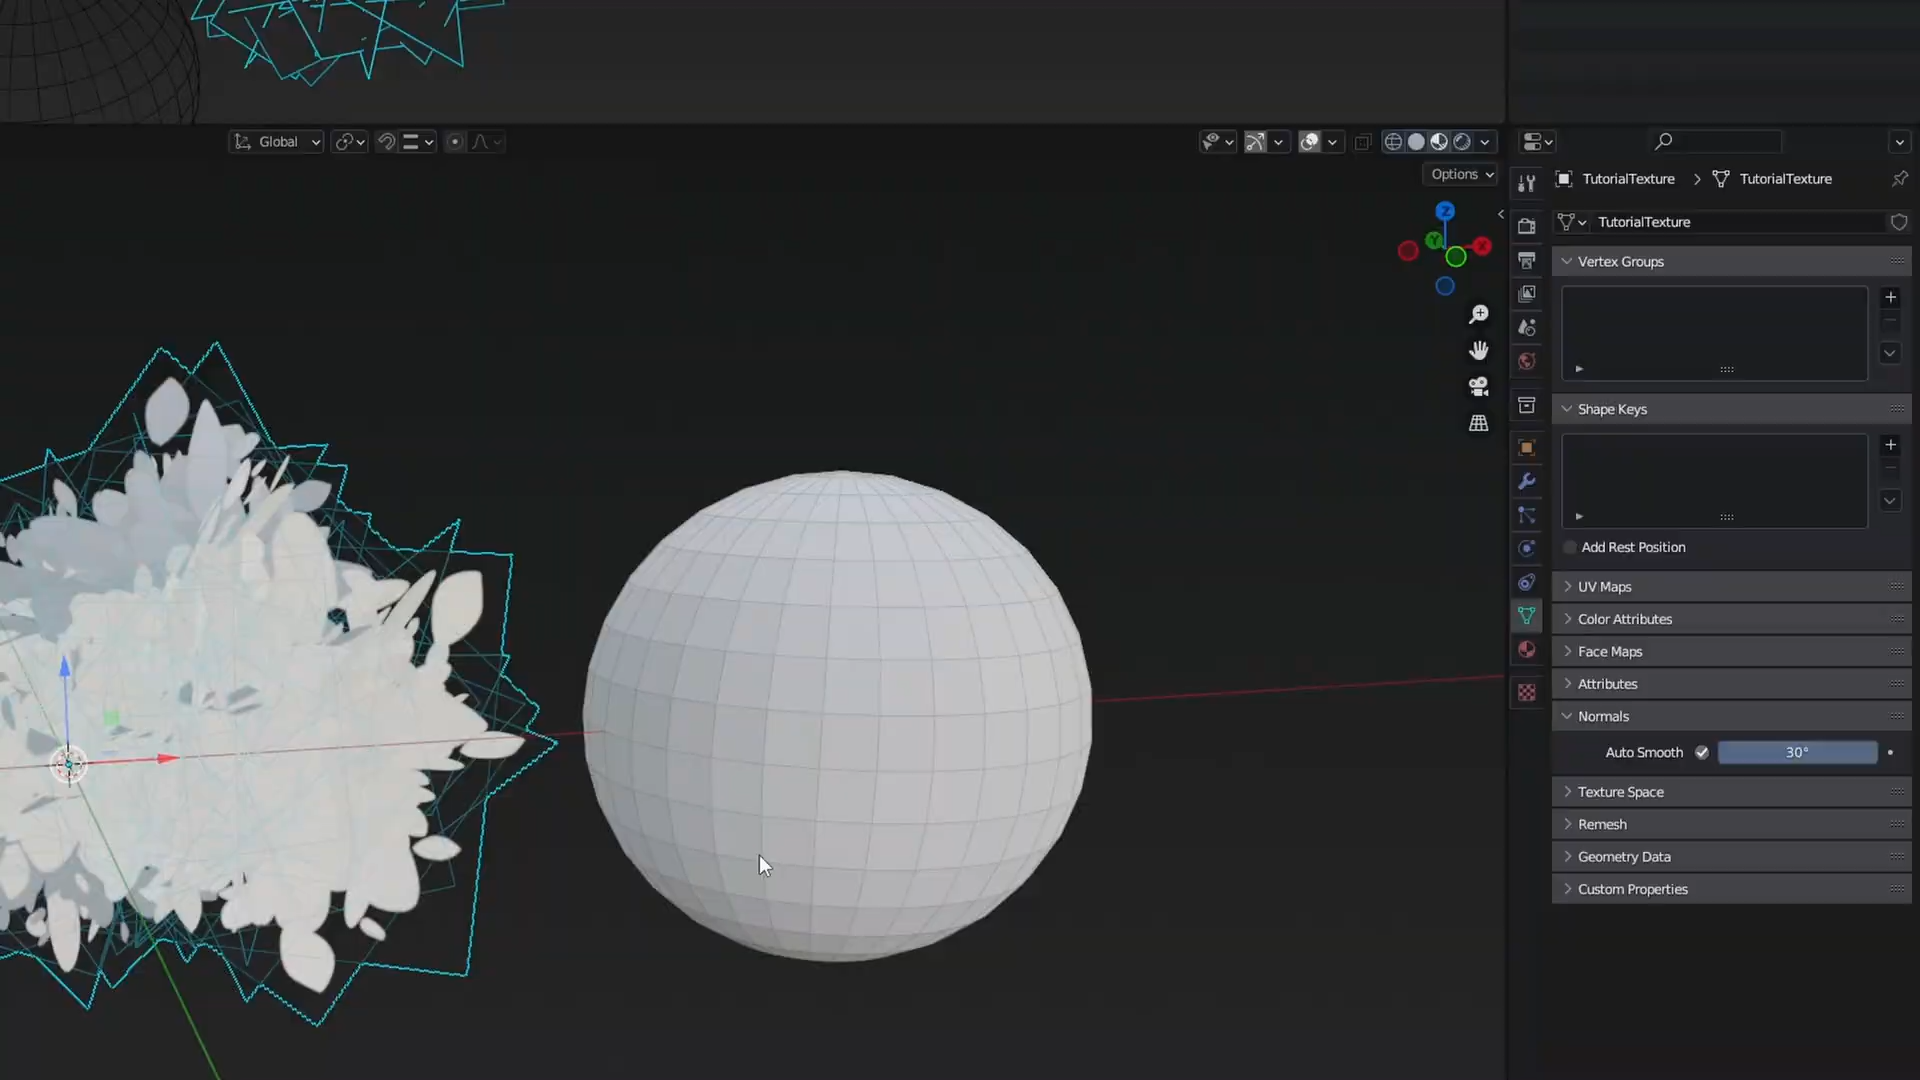 Global
Options
Z
Y
X
TutorialTexture > TutorialTexture
TutorialTexture
Vertex Groups
Shape Keys
Add Rest Position
UV Maps
Color Attributes
Face Maps
Attributes
Normals
Auto Smooth 30°
Texture Space
Remesh
Geometry Data
Custom Properties